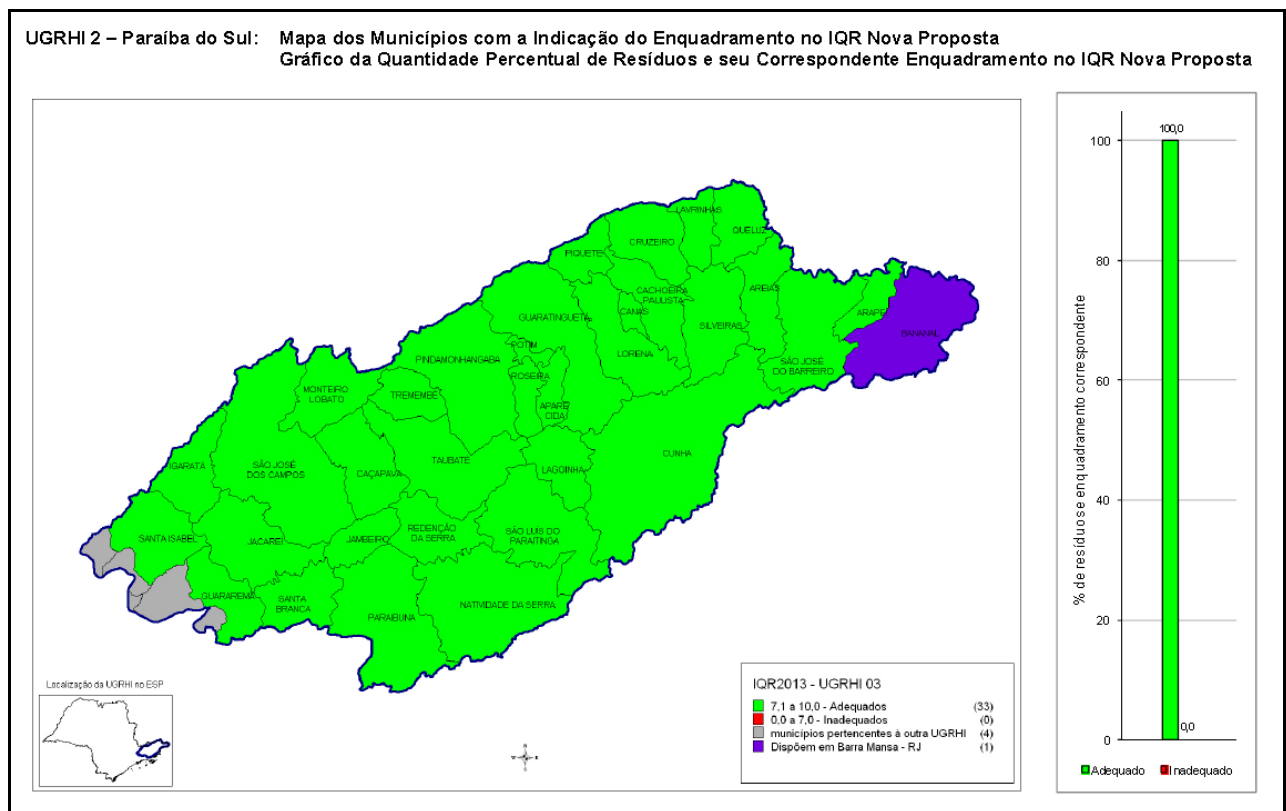 UGRHI 2 – Paraíba do Sul: Mapa dos Municípios com a Indicação do Enquadramento no IQR Nova Proposta
Gráfico da Quantidade Percentual de Resíduos e seu Correspondente Enquadramento no IQR Nova Proposta
LAVRINHAS
QUELUZ
CRUZEIRO
PIQUETE
CACHOEIRA
PAULISTA
AREIAS
CANAS
GUARATINGUETA
SILVEIRAS
ARAPEÍ
BANANAL
POTIM
LORENA
PINDAMONHANGABA
SÃO JOSÉ
DO BARREIRO
ROSEIRA
MONTEIRO
LOBATO
TREMEMBÉ
APARE
CIDA
CUNHA
TAUBATÉ
IGARATÁ
SÃO JOSÉ
DOS CAMPOS
CAÇAPAVA
LAGOINHA
REDENÇÃO
DA SERRA
SÃO LUÍS DO
PARAITINGA
SANTA ISABEL
JACAREÍ
JAMBEIRO
GUARAREMA
SANTA
BRANCA
PARAIBUNA
NATIVIDADE DA SERRA
Localização da UGRHI no ESP
N
W
E
S
IQR2013 - UGRHI 03
7,1 a 10,0 - Adequados (33)
0,0 a 7,0 - Inadequados (0)
municípios pertencentes à outra UGRHI (4)
Dispõem em Barra Mansa - RJ (1)
% de resíduos e enquadramento correspondente
100,0
100
80
60
40
20
0
0,0
Adequado Inadequado